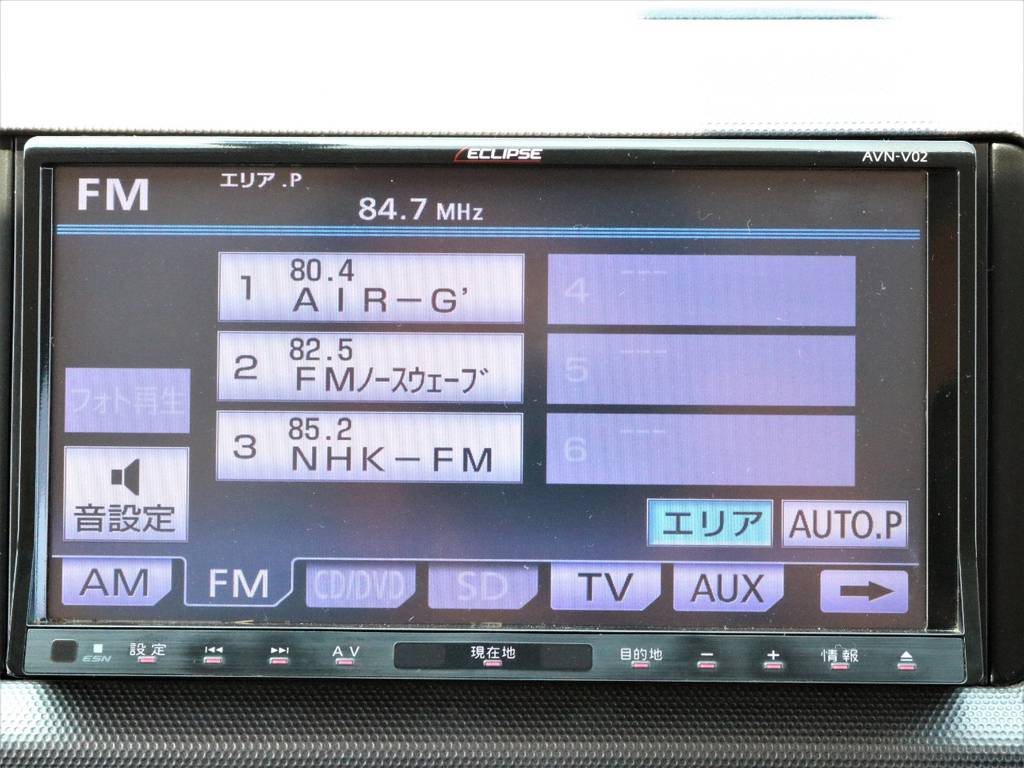 ECLIPSE
AVN-V02
FM
エリア.P
84.7 MHz
1
80.4
AIR-G'
2
82.5
FMノースウェーブ
3
85.2
NHK-FM
4
---
5
---
6
---
フォト再生
音設定
エリア
AUTO.P
AM
FM
CD/DVD
SD
TV
AUX
ESN
設定
AV
現在地
目的地
−
+
情報